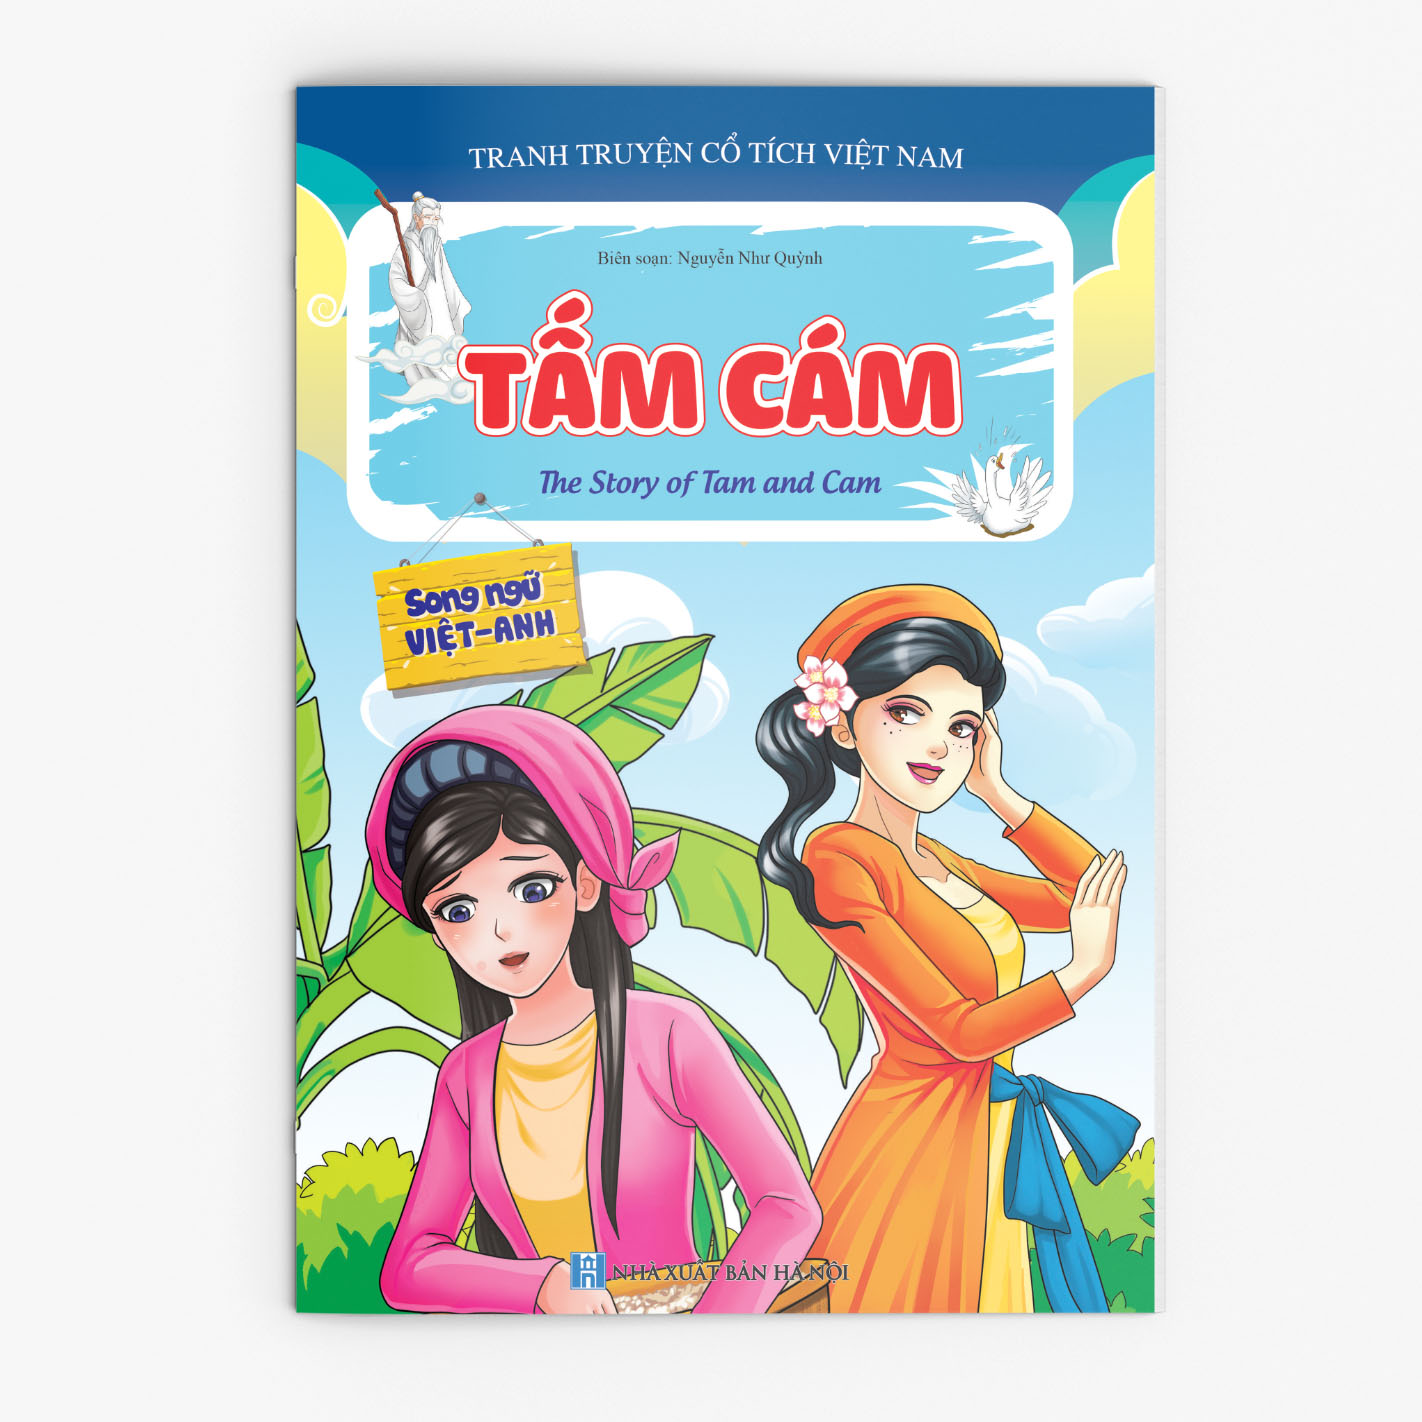 TRANH TRUYỆN CỔ TÍCH VIỆT NAM
Biên soạn: Nguyễn Như Quỳnh
TẤM CÁM
The Story of Tam and Cam
Song ngữ
VIỆT-ANH
NHÀ XUẤT BẢN HÀ NỘI